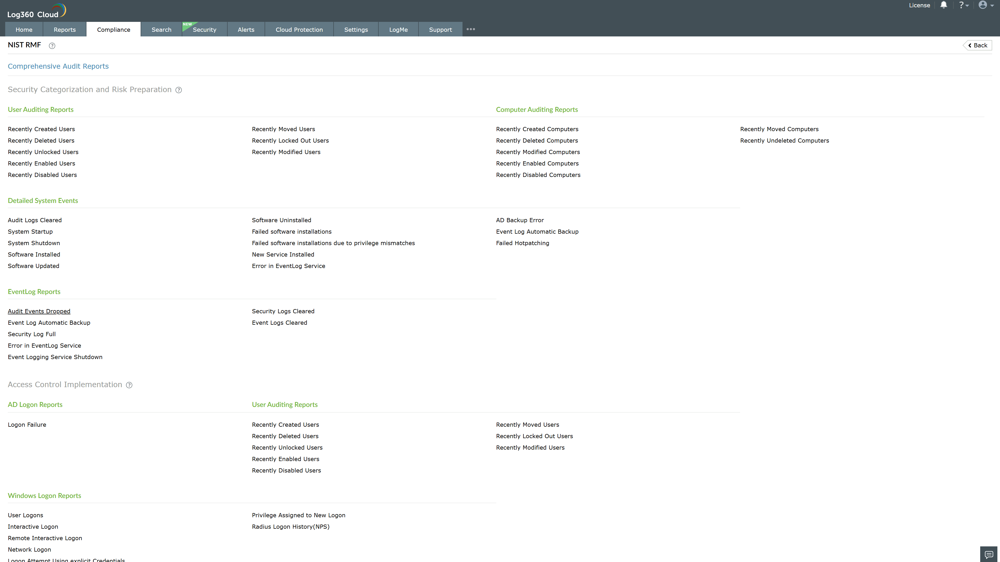 License
?
Log360 Cloud
Home
Reports
Compliance
Search
NEW
Security
Alerts
Cloud Protection
Settings
LogMe
Support
NIST RMF ?
Back
Comprehensive Audit Reports
Security Categorization and Risk Preparation ?
User Auditing Reports
Recently Created Users
Recently Deleted Users
Recently Unlocked Users
Recently Enabled Users
Recently Disabled Users
Recently Moved Users
Recently Locked Out Users
Recently Modified Users
Computer Auditing Reports
Recently Created Computers
Recently Deleted Computers
Recently Modified Computers
Recently Enabled Computers
Recently Disabled Computers
Recently Moved Computers
Recently Undeleted Computers
Detailed System Events
Audit Logs Cleared
System Startup
System Shutdown
Software Installed
Software Updated
Software Uninstalled
Failed software installations
Failed software installations due to privilege mismatches
New Service Installed
Error in EventLog Service
AD Backup Error
Event Log Automatic Backup
Failed Hotpatching
EventLog Reports
Audit Events Dropped
Event Log Automatic Backup
Security Log Full
Error in EventLog Service
Event Logging Service Shutdown
Security Logs Cleared
Event Logs Cleared
Access Control Implementation ?
AD Logon Reports
Logon Failure
User Auditing Reports
Recently Created Users
Recently Deleted Users
Recently Unlocked Users
Recently Enabled Users
Recently Disabled Users
Recently Moved Users
Recently Locked Out Users
Recently Modified Users
Windows Logon Reports
User Logons
Interactive Logon
Remote Interactive Logon
Network Logon
Logon Attempt Using explicit Credentials
Privilege Assigned to New Logon
Radius Logon History(NPS)